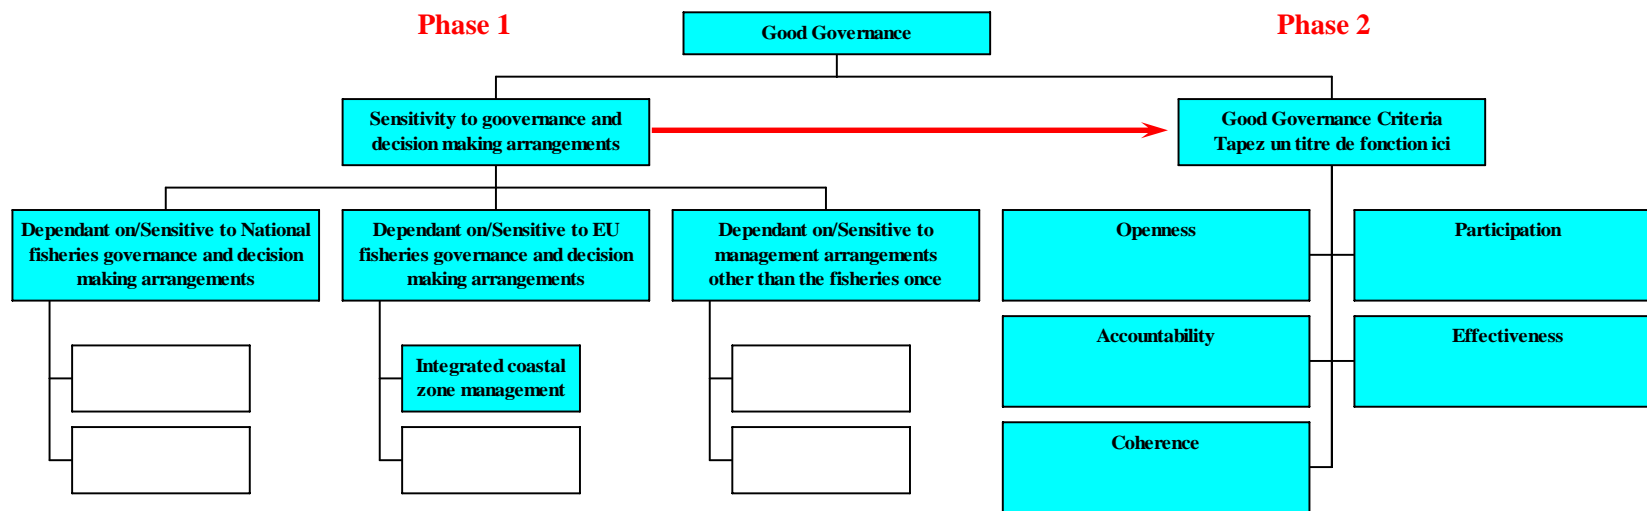 Phase 1
Good Governance
Phase 2
Sensitivity to goovernance and
decision making arrangements
Good Governance Criteria
Tapez un titre de fonction ici
Dependant on/Sensitive to National
fisheries governance and decision
making arrangements
Dependant on/Sensitive to EU
fisheries governance and decision
making arrangements
Dependant on/Sensitive to
management arrangements
other than the fisheries once
Openness
Participation
Integrated coastal
zone management
Accountability
Effectiveness
Coherence